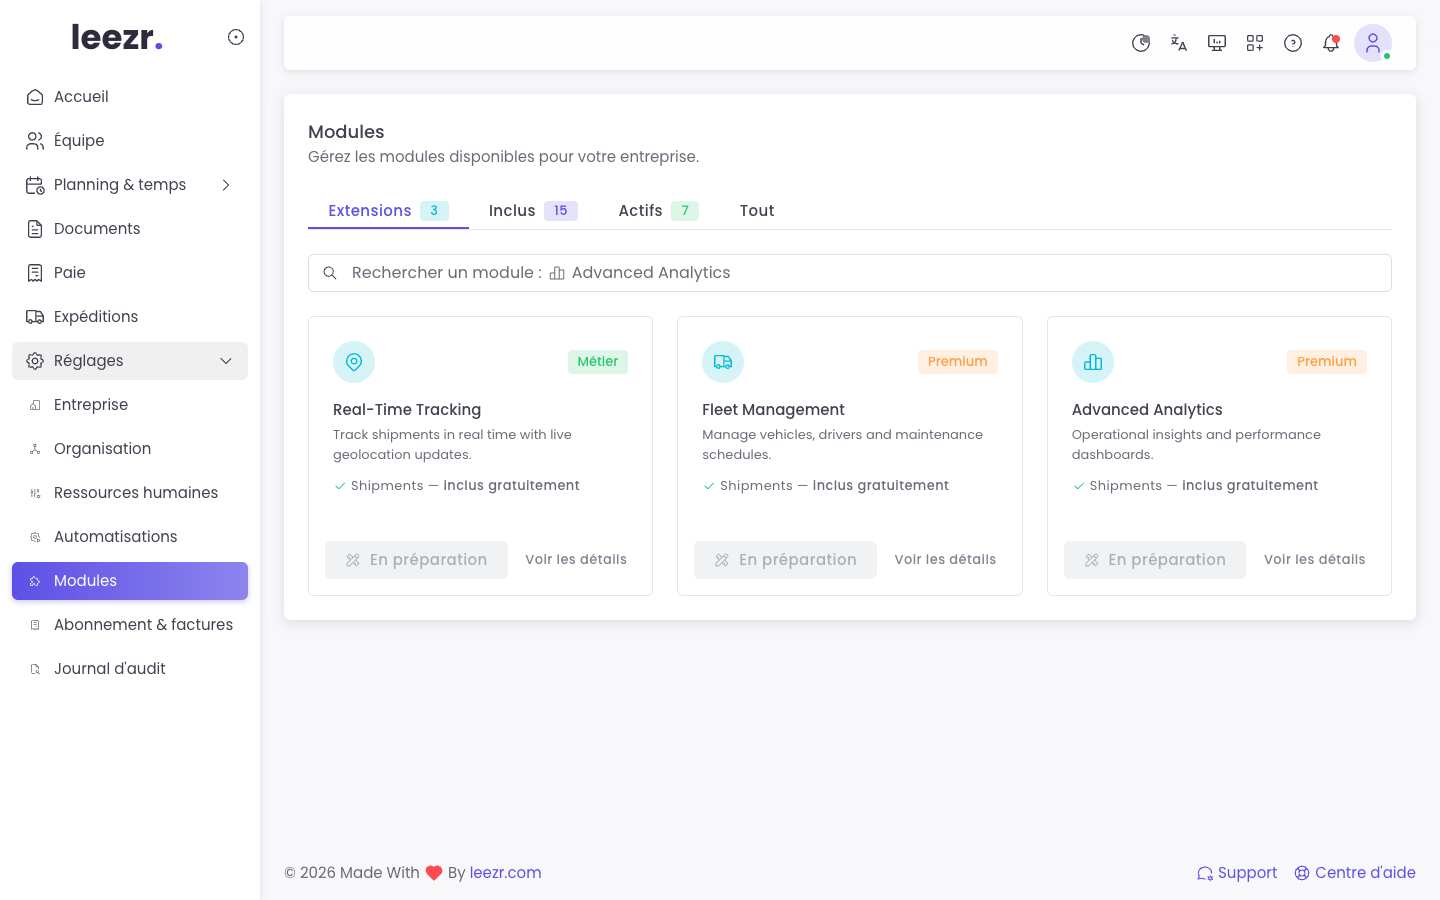 leezr.
Accueil
Équipe
Planning & temps
Documents
Paie
Expéditions
Réglages
Entreprise
Organisation
Ressources humaines
Automatisations
Modules
Abonnement & factures
Journal d'audit
Modules
Gérez les modules disponibles pour votre entreprise.
Extensions 3
Inclus 15
Actifs 7
Tout
Rechercher un module : Advanced Analytics
Métier
Real-Time Tracking
Track shipments in real time with live
geolocation updates.
Shipments — Inclus gratuitement
En préparation
Voir les détails
Premium
Fleet Management
Manage vehicles, drivers and maintenance
schedules.
Shipments — Inclus gratuitement
En préparation
Voir les détails
Premium
Advanced Analytics
Operational insights and performance
dashboards.
Shipments — Inclus gratuitement
En préparation
Voir les détails
© 2026 Made With By leezr.com
Support
Centre d'aide